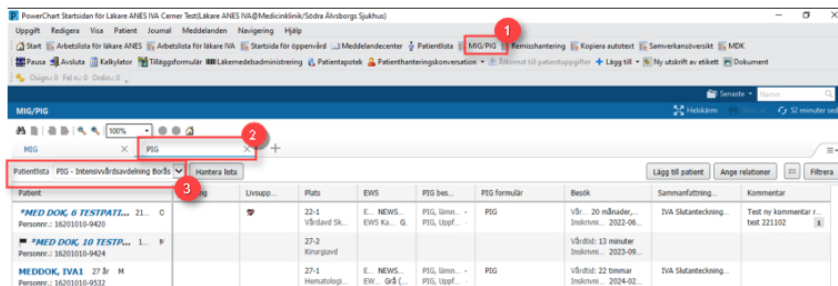 PowerChart Startsidan för Läkare ANES IVA Cerner Test(Läkare ANES IVA@Medicinklinik/Södra Älvsborgs Sjukhus)
Uppgift Redigera Visa Patient Journal Meddelanden Navigering Hjälp
Start Arbetslista för läkare ANES Arbetslista för läkare IVA Startsida för öppenvård Meddelandecenter Patientlista MIG/PIG Remisshantering Kopiera autotext Samverkansöversikt MDK
Pausa Avsluta Kalkylator Tilläggsformulär Läkemedelsadministrering Patientapotek Patienthanteringskonversation Åtkomst till patientuppgifter Lägg till Ny utskrift av etikett Dokument
Osign.: 0 Fel n.: 0 Ordin.: 0
1
Senaste Namn
MIG/PIG Helskärm 52 minuter sed
100%
2
MIG PIG
Patientlista PIG - Intensivvårdsavdelning Borås Hantera lista Lägg till patient Ange relationer Filtrera
3
Patient Livsupp... Plats EWS PIG bes... PIG formulär Besök Sammanfattning... Kommentar
*MED DOK, 6 TESTPATI... 21... 22-1 E... NEWS... PIG, lämn... - PIG Vår... 20 månader,... IVA Slutanteckning... Test ny kommentar r...
Personnr.: 16201010-9420 Vårdavd Sk... EWS Ka... G. PIG, Uppf... - Inskrivni... 2022-06... test 221102 1
*MED DOK, 10 TESTP... 1... 27-2 Vårdtid: 13 minuter
Personnr.: 16201010-9424 Kirurgiavd Inskrivni... 2023-09...
MEDDOK, IVA1 27 år M 27-1 E... NEWS... PIG, lämn... - PIG Vårdtid: 22 timmar IVA Slutanteckning...
Personnr.: 16201010-9532 Hematologi... EW... Grå (... PIG, Uppf... - Inskrivni... 2024-02...